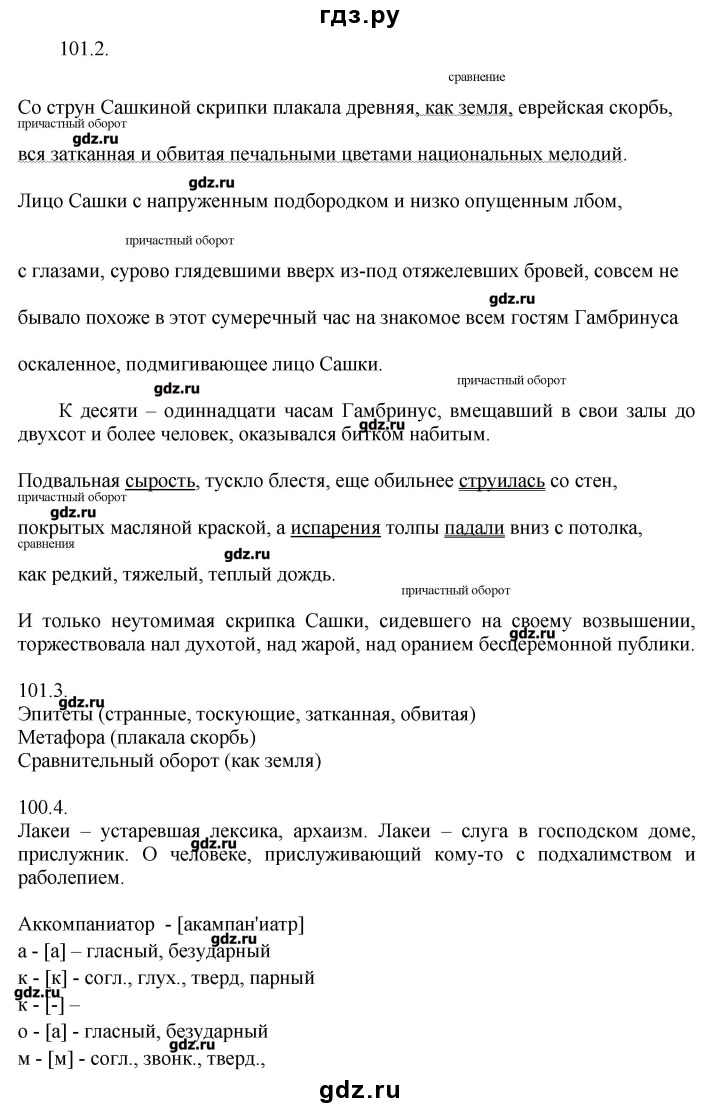 гдз.ру
101.2.
сравнение
Со струн Сашкиной скрипки плакала древняя, как земля, еврейская скорбь,
причастный оборот
gdz.ru
вся затканная и обвитая печальными цветами национальных мелодий.
gdz.ru
Лицо Сашки с напруженным подбородком и низко опущенным лбом,
причастный оборот
с глазами, сурово глядевшими вверх из-под отяжелевших бровей, совсем не
gdz.ru
бывало похоже в этот сумеречный час на знакомое всем гостям Гамбринуса
оскаленное, подмигивающее лицо Сашки.
причастный оборот
gdz.ru
К десяти – одиннадцати часам Гамбринус, вмещавший в свои залы до
gdz.ru
двухсот и более человек, оказывался битком набитым.
Подвальная сырость, тускло блестя, еще обильнее струилась со стен,
причастный оборот
gdz.ru
покрытых масляной краской, а испарения толпы падали вниз с потолка,
сравнения
gdz.ru
как редкий, тяжелый, теплый дождь.
причастный оборот
И только неутомимая скрипка Сашки, сидевшего на своему возвышении,
gdz.ru
торжествовала нал духотой, над жарой, над оранием бесцеремонной публики.
101.3.
gdz.ru
Эпитеты (странные, тоскующие, затканная, обвитая)
Метафора (плакала скорбь)
Сравнительный оборот (как земля)
100.4.
Лакеи – устаревшая лексика, архаизм. Лакеи – слуга в господском доме,
gdz.ru
прислужник. О человеке, прислуживающий кому-то с подхалимством и
раболепием.
Аккомпаниатор - [акампан'иатр]
gdz.ru
а - [а] – гласный, безударный
к - [к] - согл., глух., тверд, парный
gdz.ru
к - [-] –
о - [а] - гласный, безударный
gdz.ru
м - [м] - согл., звонк., тверд.,
gdz.ru